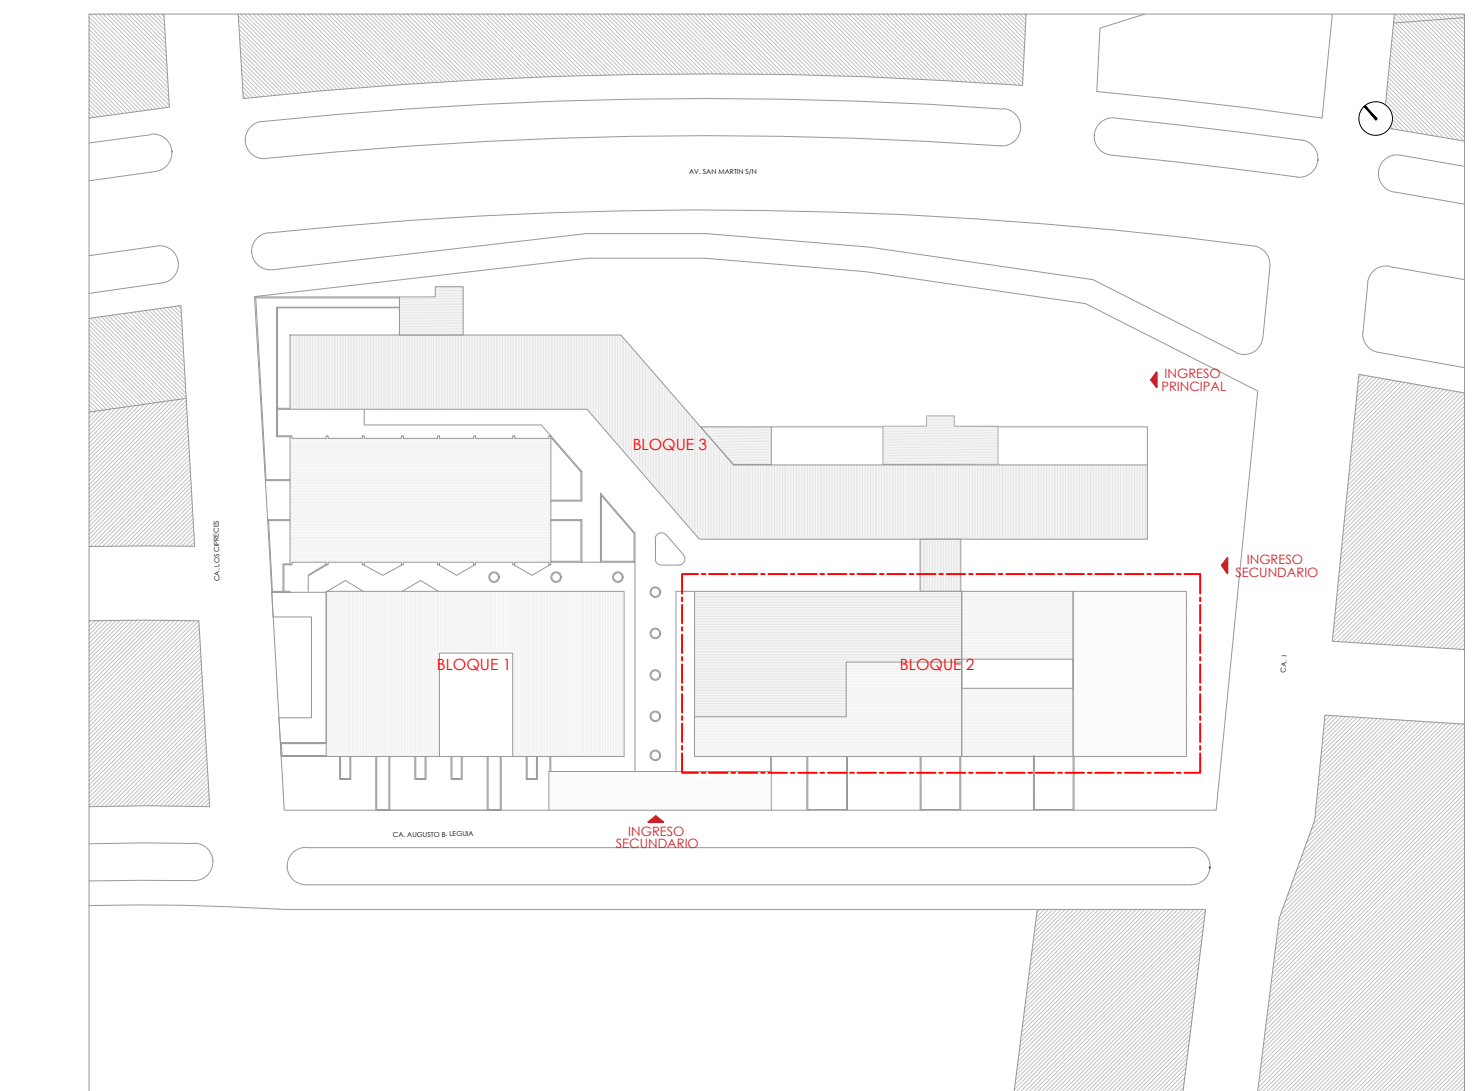 AV. SAN MARTIN S/N
INGRESO
PRINCIPAL
BLOQUE 3
CA. LOS CIPRECES
INGRESO
SECUNDARIO
BLOQUE 1
BLOQUE 2
CA. 1
CA. AUGUSTO B. LEGUIA
INGRESO
SECUNDARIO